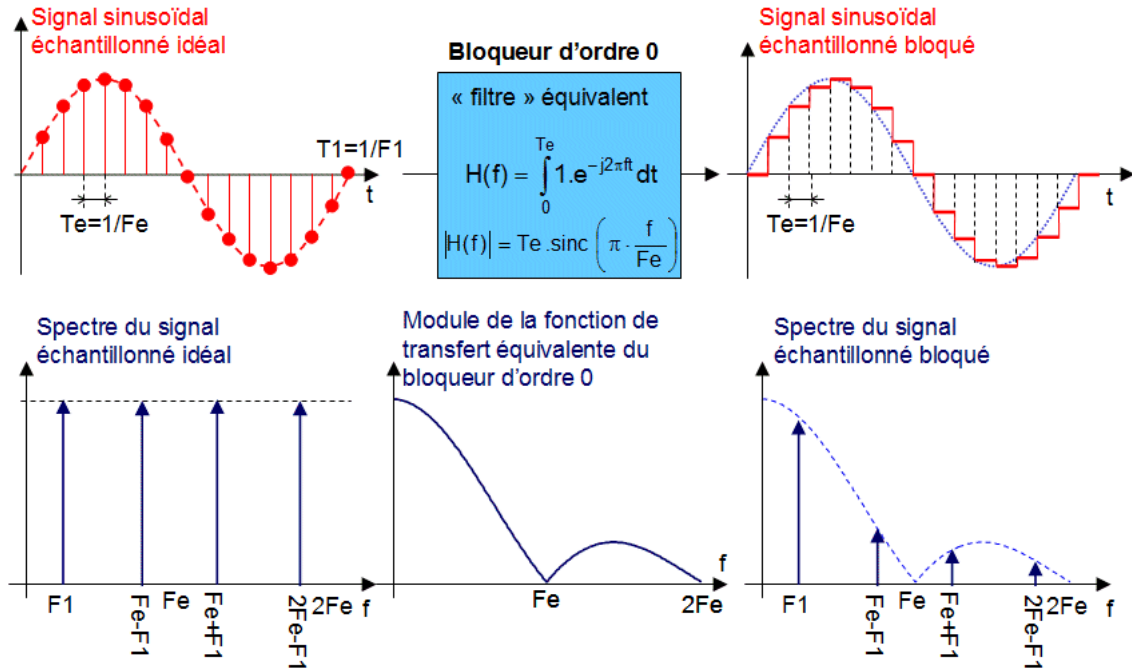 Signal sinusoïdal
échantillonné idéal
T1=1/F1
t
Te=1/Fe
Bloqueur d'ordre 0
« filtre » équivalent
H(f) = ∫₀ᵀᵉ 1.e^(−j2πft) dt
|H(f)| = Te.sinc(π · f/Fe)
Signal sinusoïdal
échantillonné bloqué
t
Te=1/Fe
Spectre du signal
échantillonné idéal
F1
Fe-F1
Fe
Fe+F1
2Fe-F1
2Fe
f
Module de la fonction de
transfert équivalente du
bloqueur d'ordre 0
f
Fe
2Fe
Spectre du signal
échantillonné bloqué
F1
Fe-F1
Fe
Fe+F1
2Fe-F1
2Fe
f